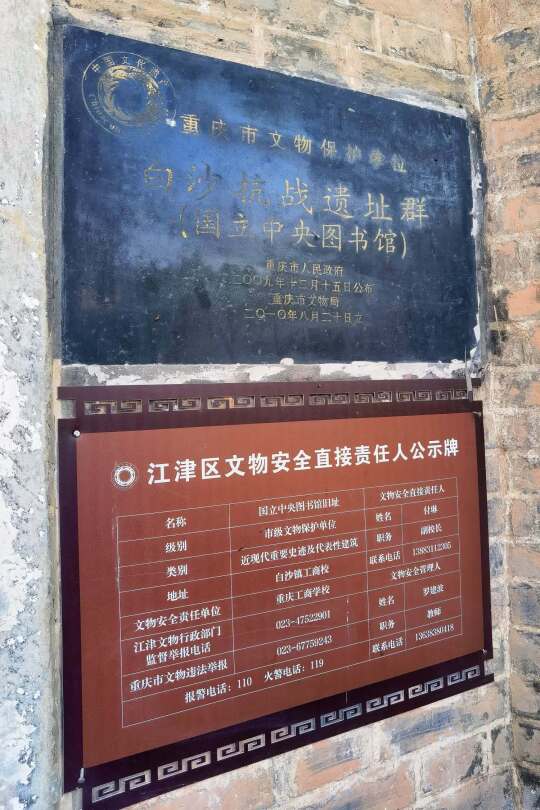 重庆市文物保护单位
白沙抗战遗址群
(国立中央图书馆)
重庆市人民政府
二〇〇九年十二月十五日公布
重庆市文物局
二〇一〇年八月二十日立
江津区文物安全直接责任人公示牌
名称 国立中央图书馆旧址 文物安全直接责任人
级别 市级文物保护单位 姓名 付琳
类别 近现代重要史迹及代表性建筑 职务 副校长
地址 白沙镇工商校 联系电话 13883112305
文物安全责任单位 重庆工商学校 文物安全管理人
江津文物行政部门
监督举报电话 023-47522901 姓名 罗建波
重庆市文物违法举报 023-67759243 职务 教师
报警电话：110 火警电话：119 联系电话 13638380418